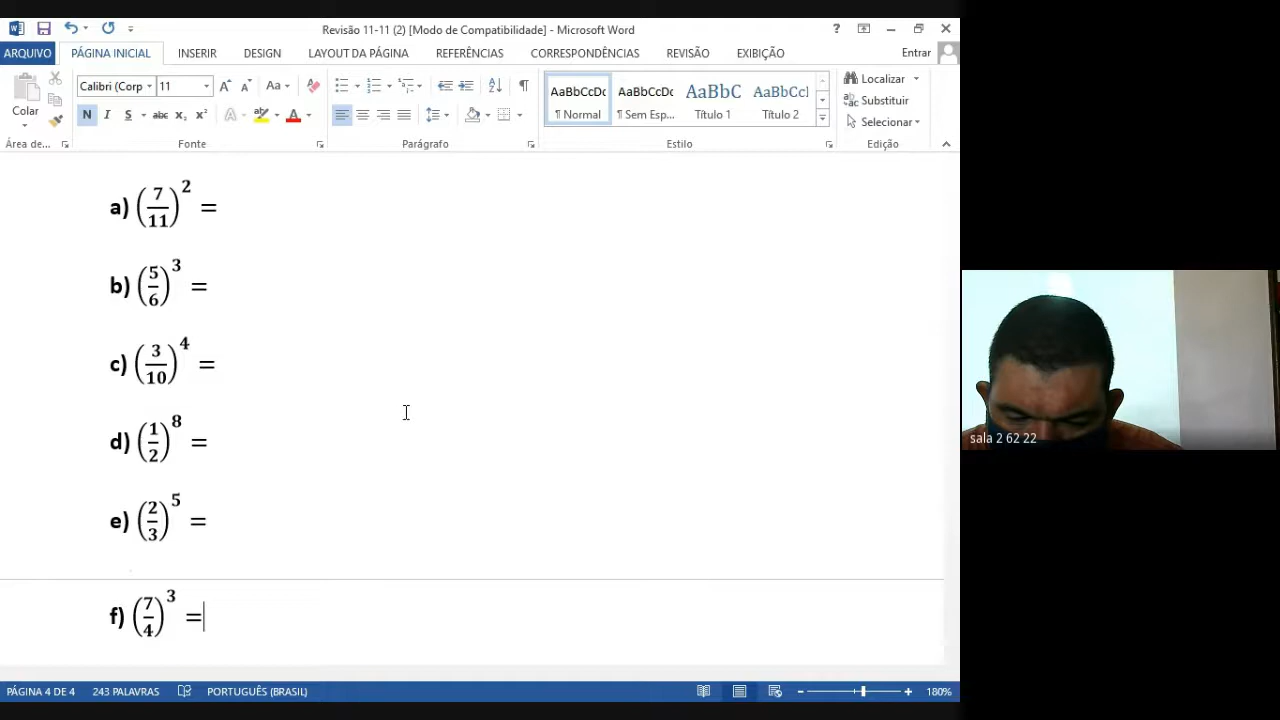 Revisão 11-11 (2) [Modo de Compatibilidade] - Microsoft Word
ARQUIVO PÁGINA INICIAL INSERIR DESIGN LAYOUT DA PÁGINA REFERÊNCIAS CORRESPONDÊNCIAS REVISÃO EXIBIÇÃO Entrar
Colar
Calibri (Corp 11
N I S abc x₂ x² A A
AaBbCcDc AaBbCcDc AaBbC AaBbCcl
¶ Normal ¶ Sem Esp... Título 1 Título 2
Localizar
Substituir
Selecionar
Área de... Fonte Parágrafo Estilo Edição
a) (7/11)² =
b) (5/6)³ =
c) (3/10)⁴ =
d) (1/2)⁸ =
e) (2/3)⁵ =
f) (7/4)³ =
sala 2 62 22
PÁGINA 4 DE 4 243 PALAVRAS PORTUGUÊS (BRASIL) 180%